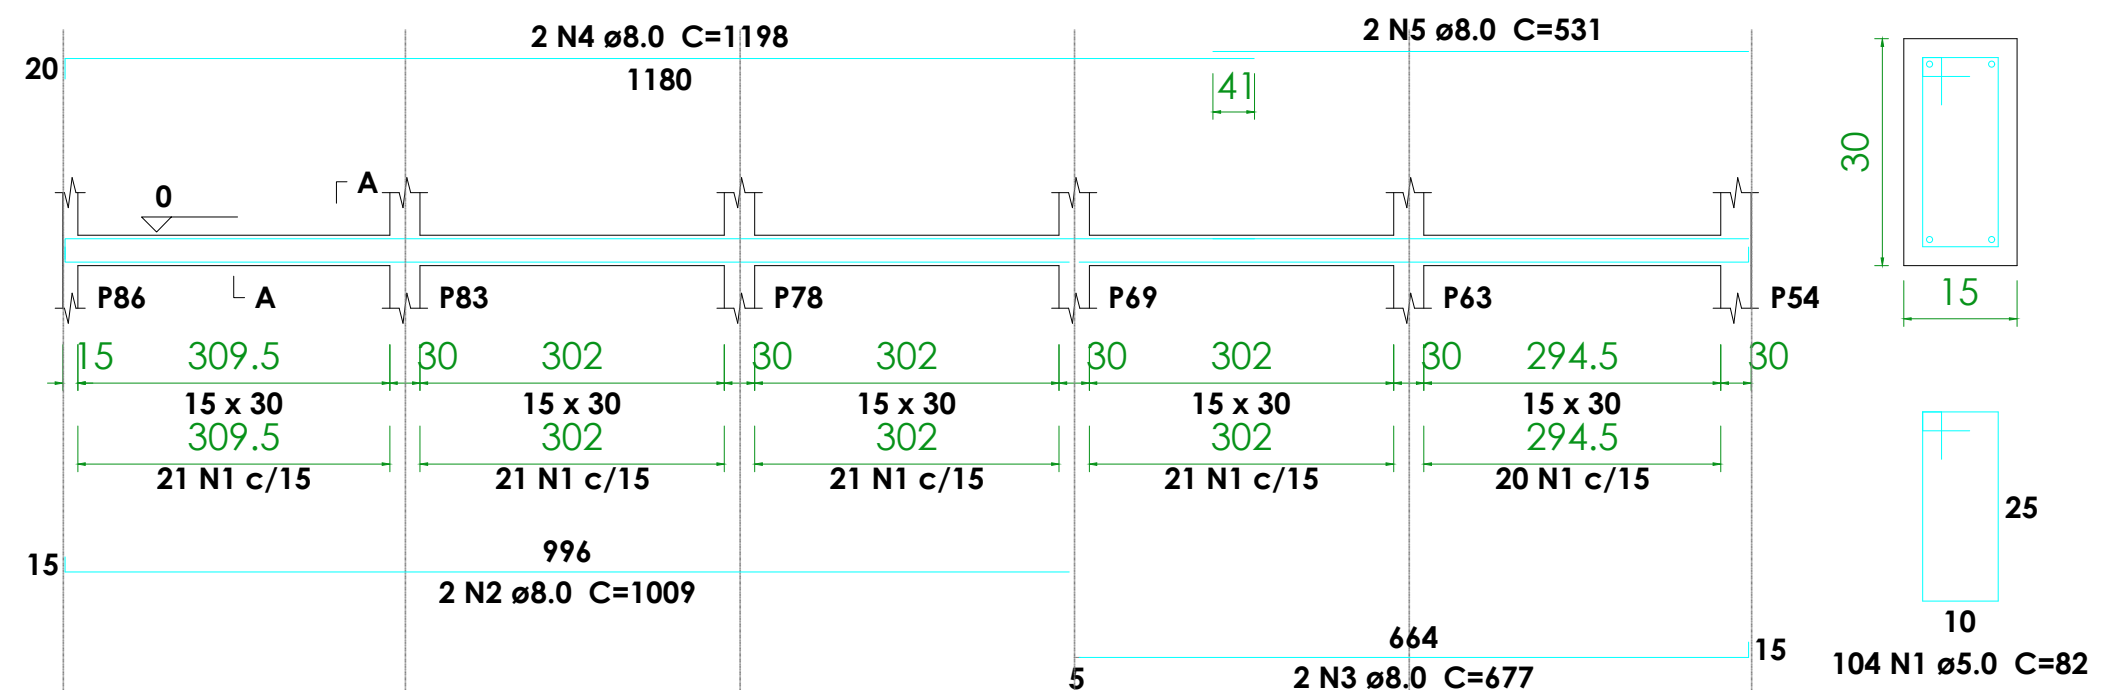 2 N4 ø8.0 C=1198
2 N5 ø8.0 C=531
20
1180
41
0
A
A
P86
P83
P78
P69
P63
P54
15 309.5 30 302 30 302 30 302 30 294.5 30
15 x 30 15 x 30 15 x 30 15 x 30 15 x 30
309.5 302 302 302 294.5
21 N1 c/15 21 N1 c/15 21 N1 c/15 21 N1 c/15 20 N1 c/15
996
15
2 N2 ø8.0 C=1009
664
15
5
2 N3 ø8.0 C=677
30
15
25
10
104 N1 ø5.0 C=82